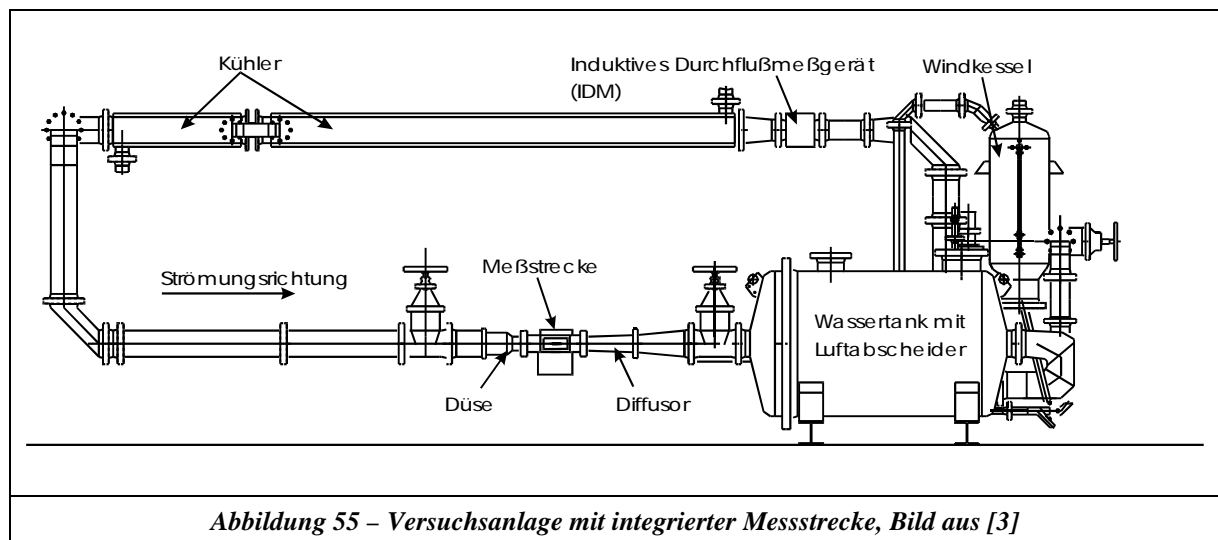 Kühler
Induktives Durchflußmeßgerät
(IDM)
Windkessel
Strömungsrichtung
Meßstrecke
Wassertank mit
Luftabscheider
Düse
Diffusor
Abbildung 55 – Versuchsanlage mit integrierter Messstrecke, Bild aus [3]